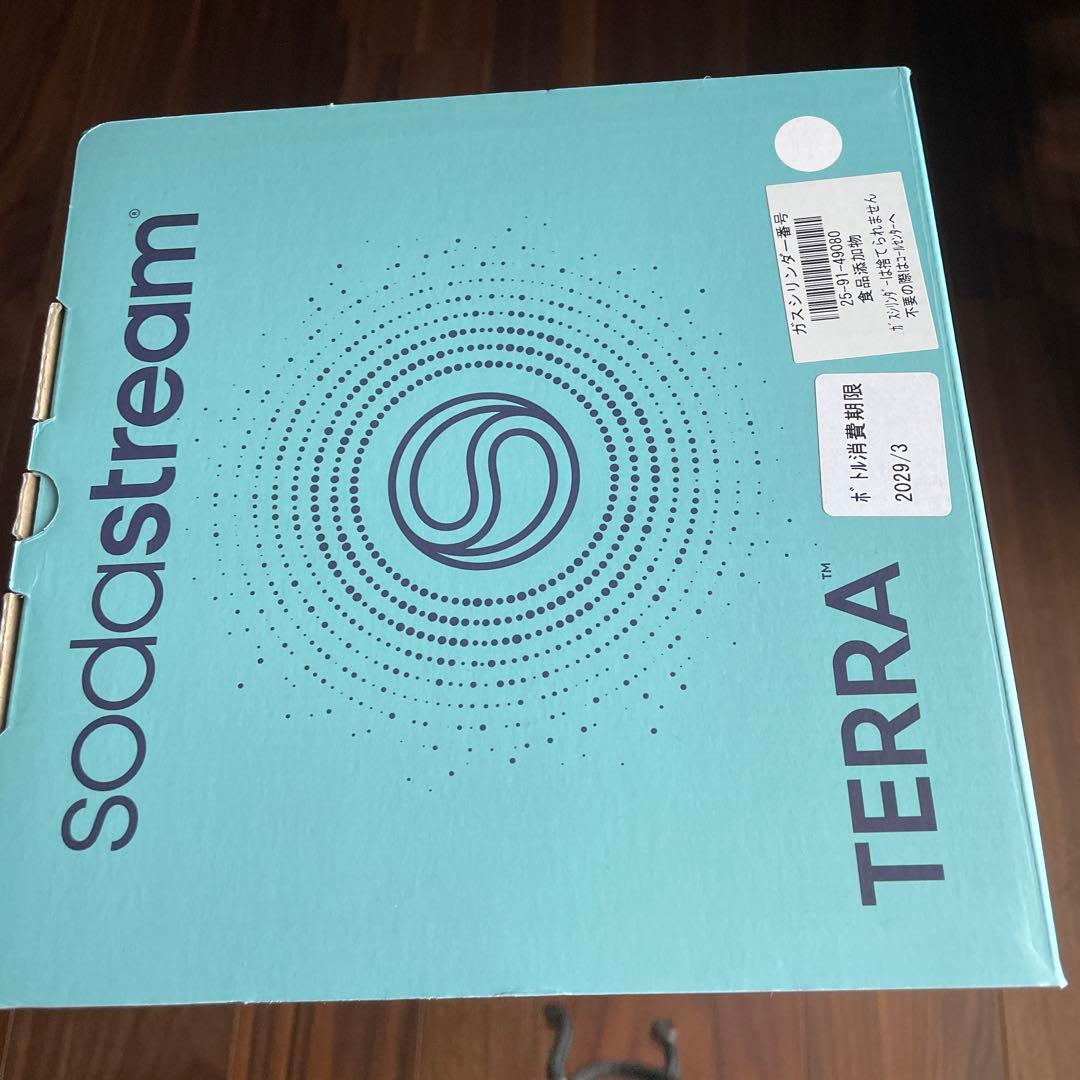 sodastream®
ガスシリンダー番号
25-91-49080
食品添加物
ｶﾞｽｼﾘﾝﾀﾞｰは捨てられません
不要の際はｺｰﾙｾﾝﾀｰへ
ﾎﾞﾄﾙ消費期限
2029/3
TERRA™